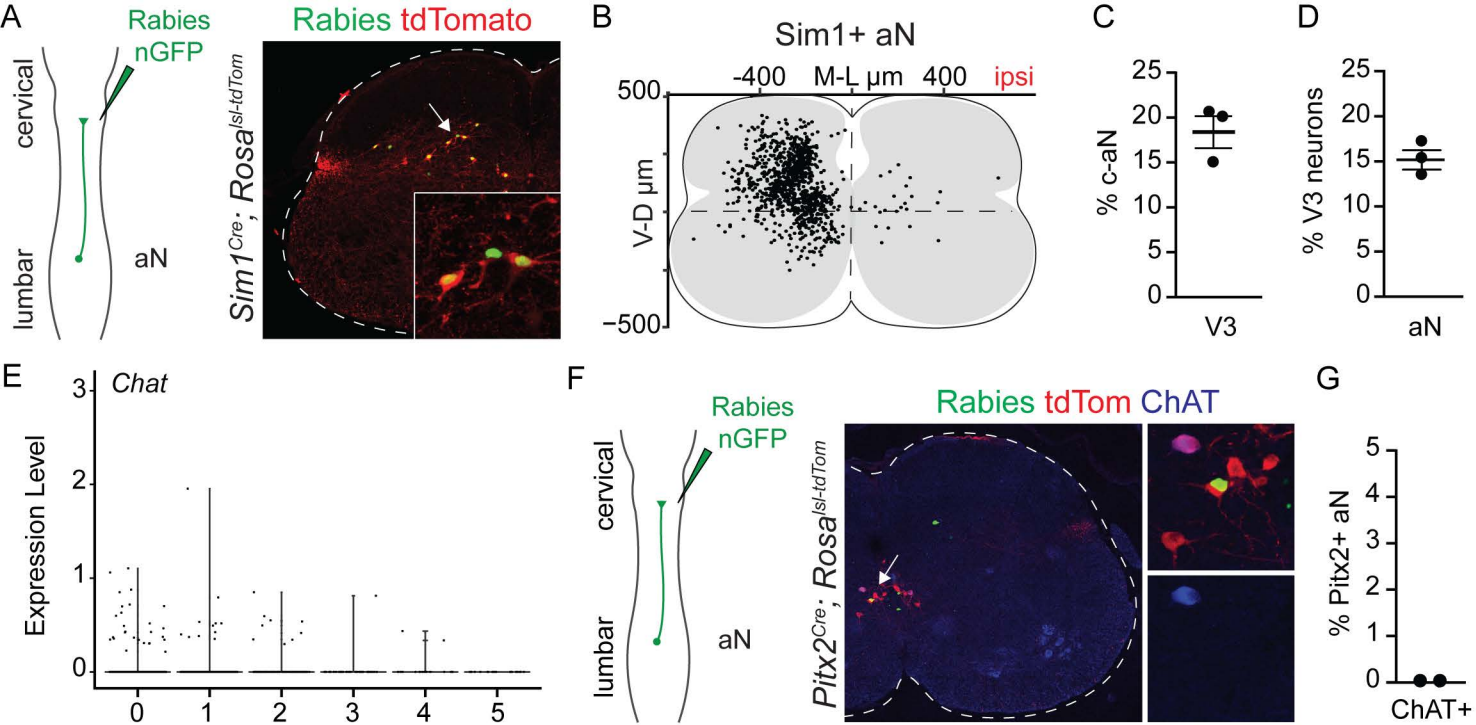 A
Rabies
nGFP
cervical
lumbar
aN
Rabies tdTomato
Sim1Cre; Rosalsl-tdTom
B
Sim1+ aN
-400 M-L µm 400 ipsi
500
V-D µm
−500
C
25
20
15
10
5
0
% c-aN
V3
D
25
20
15
10
5
0
% V3 neurons
aN
E
Chat
Expression Level
3
2
1
0
0 1 2 3 4 5
F
Rabies
nGFP
cervical
lumbar
aN
Rabies tdTom ChAT
Pitx2Cre; Rosalsl-tdTom
G
5
4
3
2
1
0
% Pitx2+ aN
ChAT+